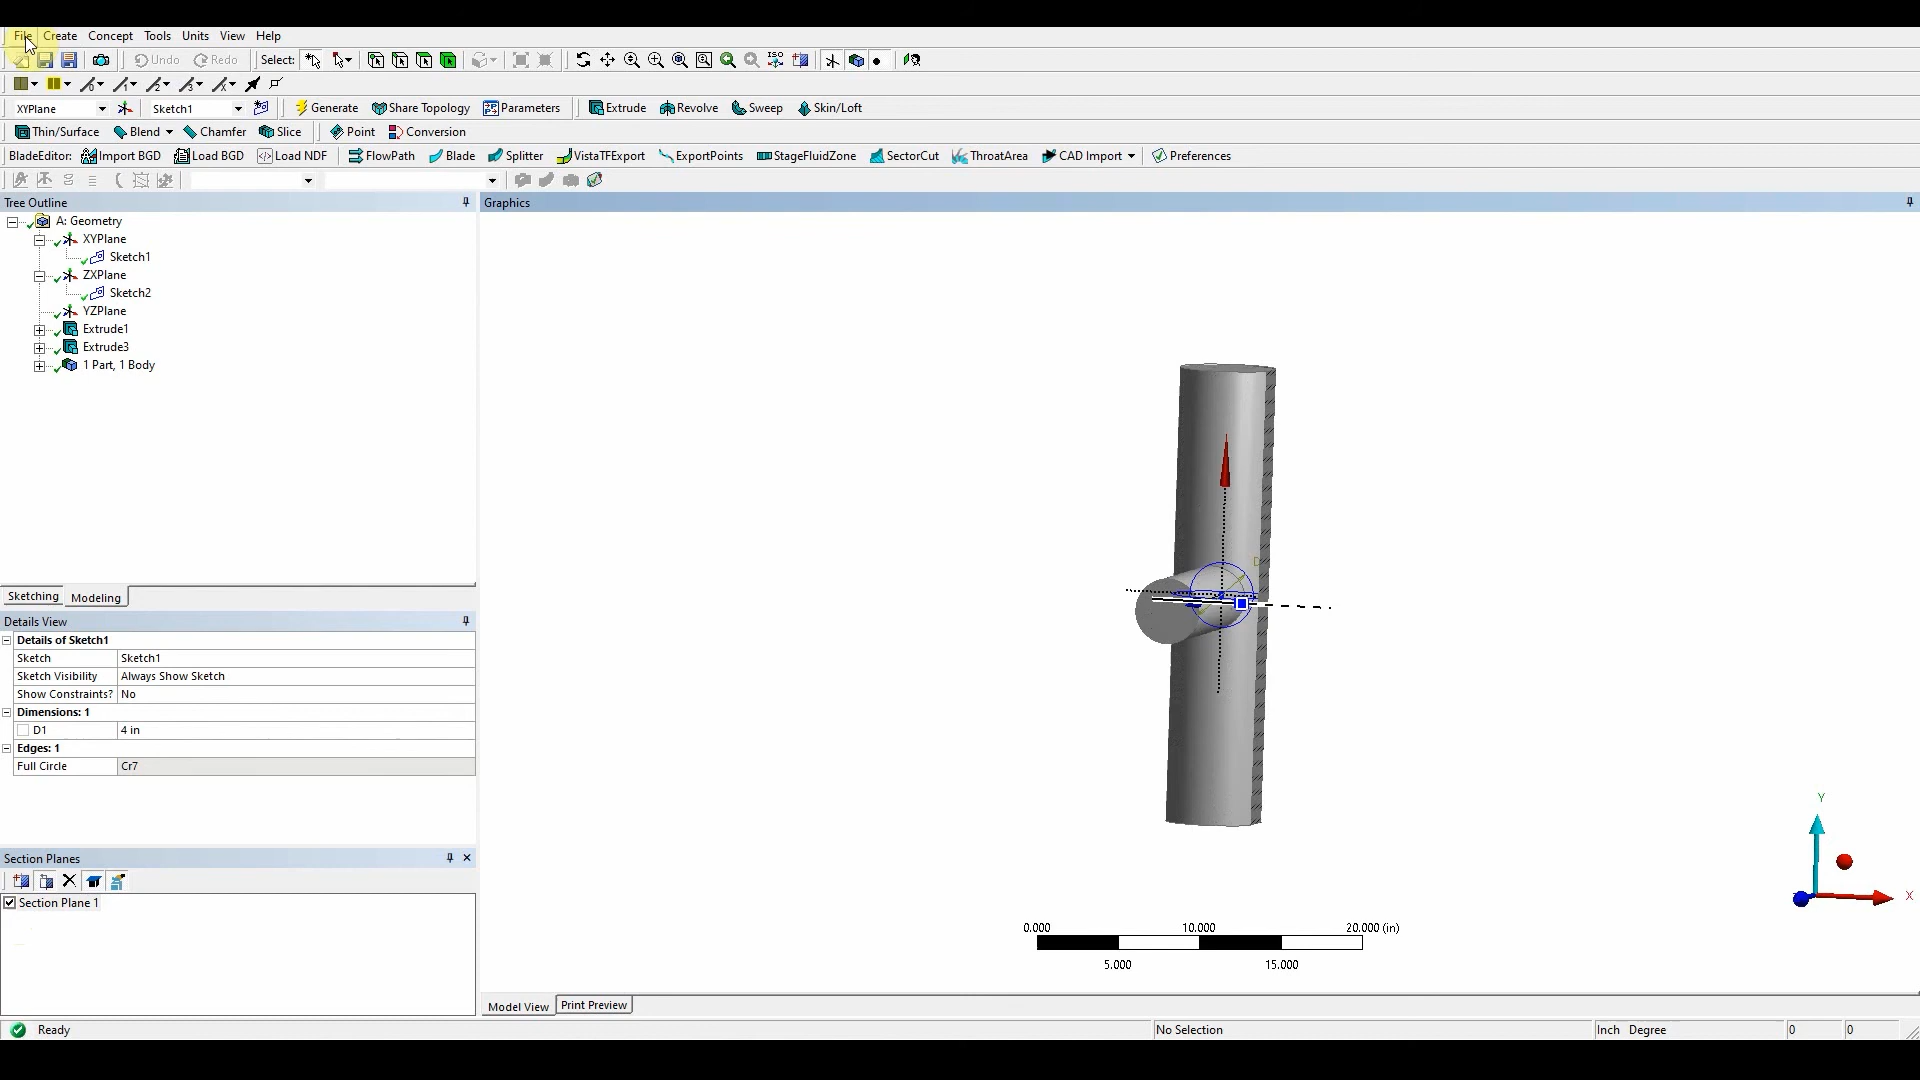 File Create Concept Tools Units View Help
Undo Redo Select:
XYPlane Sketch1 Generate Share Topology Parameters Extrude Revolve Sweep Skin/Loft
Thin/Surface Blend Chamfer Slice Point Conversion
BladeEditor: Import BGD Load BGD Load NDF FlowPath Blade Splitter VistaTFExport ExportPoints StageFluidZone SectorCut ThroatArea CAD Import Preferences
Tree Outline
Graphics
A: Geometry
XYPlane
Sketch1
ZXPlane
Sketch2
YZPlane
Extrude1
Extrude3
1 Part, 1 Body
Sketching Modeling
Details View
Details of Sketch1
Sketch Sketch1
Sketch Visibility Always Show Sketch
Show Constraints? No
Dimensions: 1
D1 4 in
Edges: 1
Full Circle Cr7
Section Planes
Section Plane 1
0.000 10.000 20.000 (in)
5.000 15.000
Y
X
Model View Print Preview
Ready No Selection Inch Degree 0 0